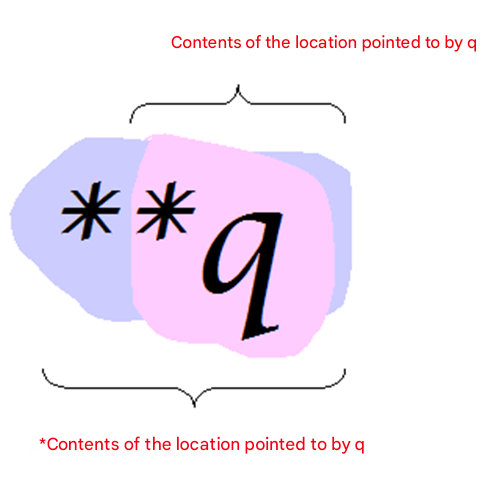 Contents of the location pointed to by q
**q
*Contents of the location pointed to by q